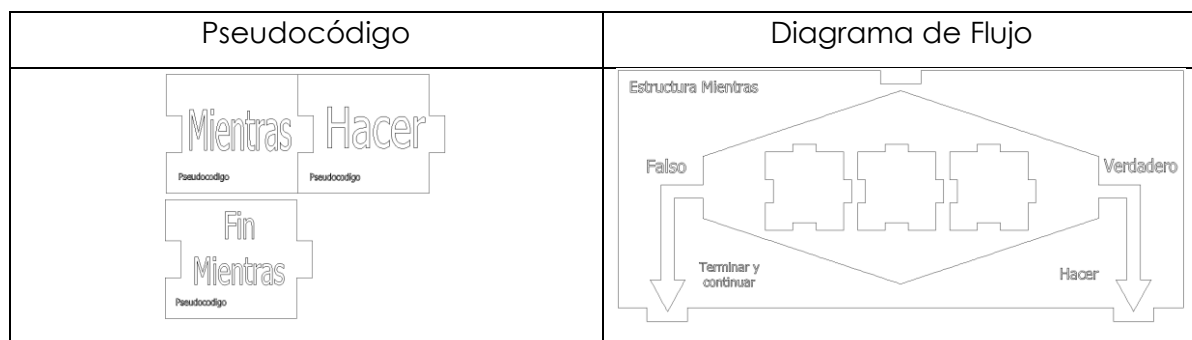 Pseudocódigo
Diagrama de Flujo
Mientras
Hacer
Pseudocodigo
Pseudocodigo
Fin
Mientras
Pseudocodigo
Estructura Mientras
Falso
Verdadero
Terminar y
continuar
Hacer